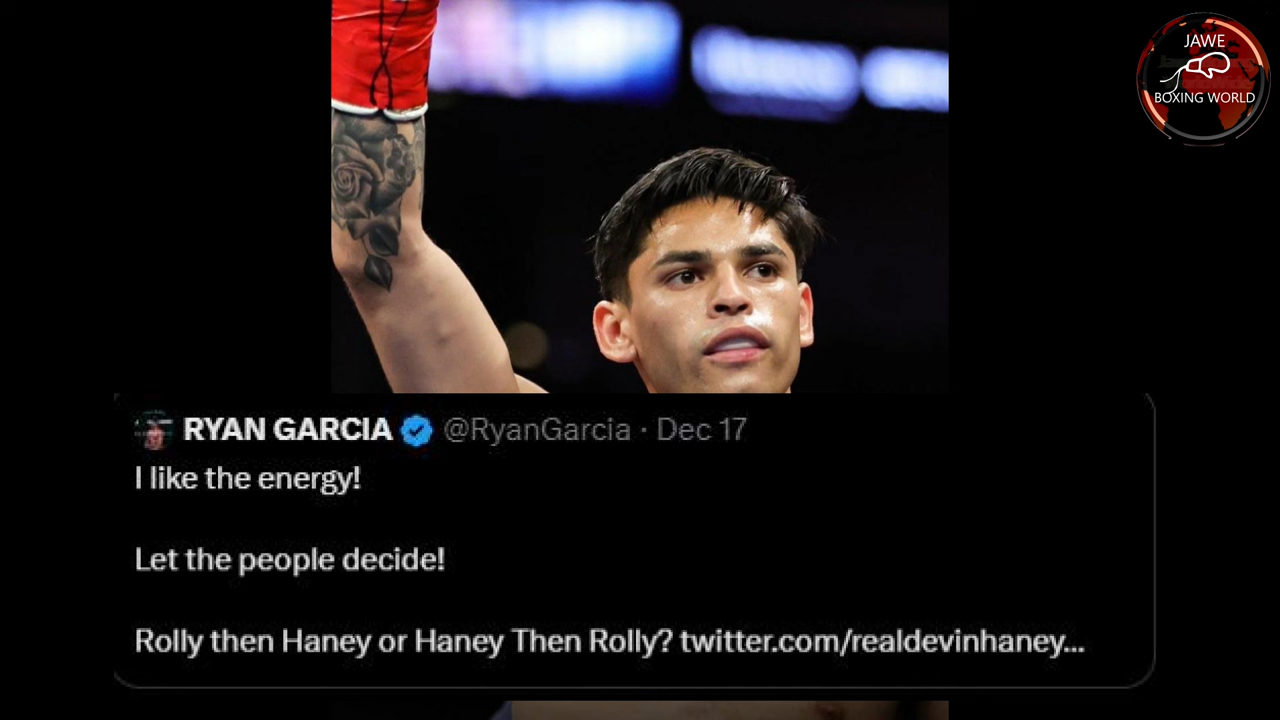 JAWE
BOXING WORLD
RYAN GARCIA @RyanGarcia · Dec 17
I like the energy!
Let the people decide!
Rolly then Haney or Haney Then Rolly? twitter.com/realdevinhaney...